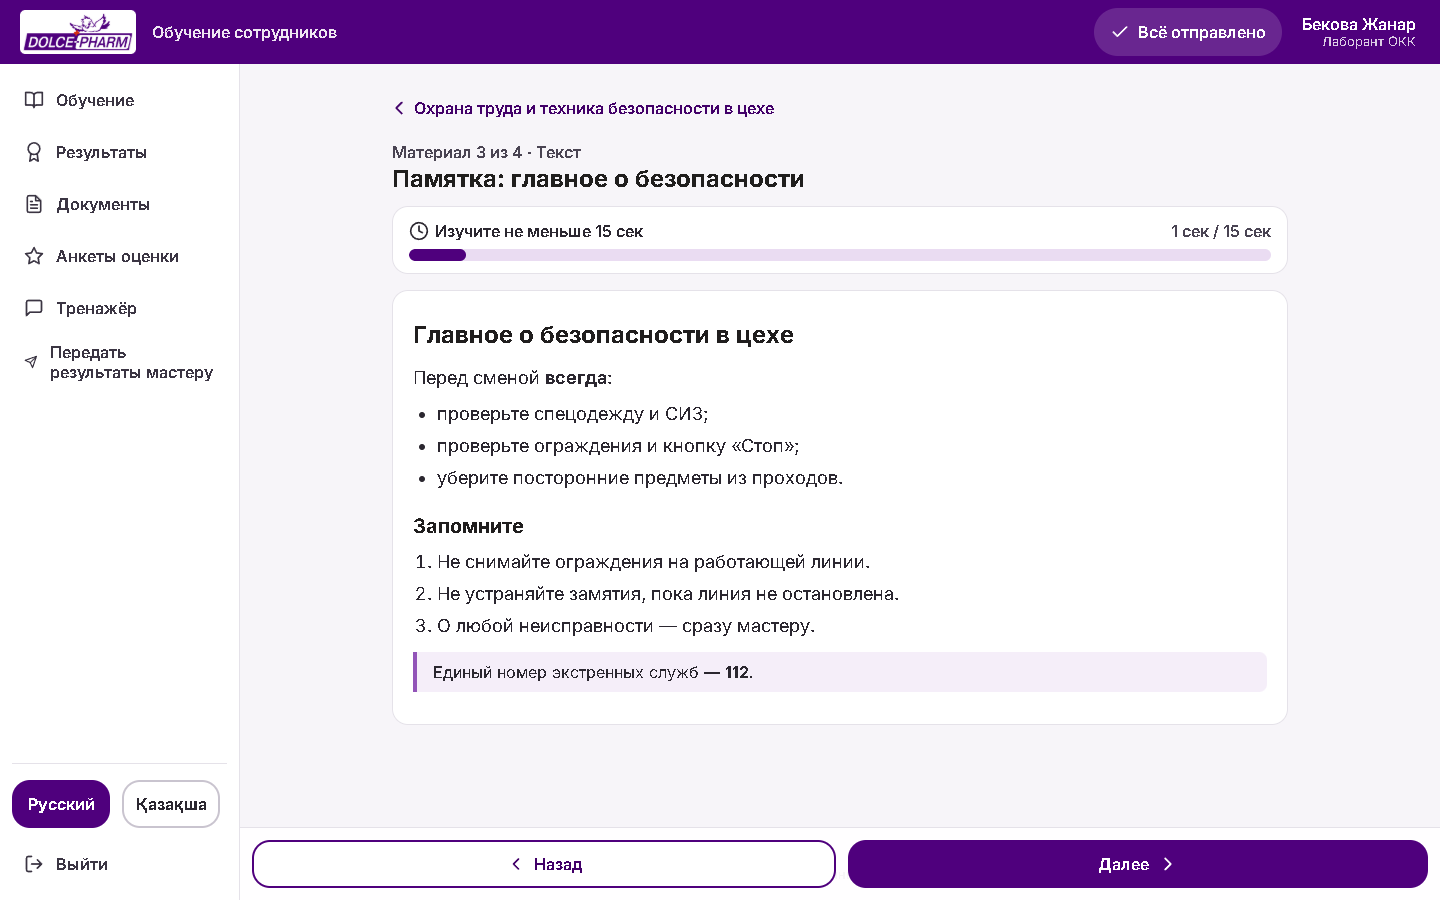 DOLCE-PHARM
Обучение сотрудников
Всё отправлено
Бекова Жанар
Лаборант ОКК
Обучение
Результаты
Документы
Анкеты оценки
Тренажёр
Передать
результаты мастеру
Русский
Қазақша
Выйти
Охрана труда и техника безопасности в цехе
Материал 3 из 4 · Текст
Памятка: главное о безопасности
Изучите не меньше 15 сек
1 сек / 15 сек
Главное о безопасности в цехе
Перед сменой всегда:
• проверьте спецодежду и СИЗ;
• проверьте ограждения и кнопку «Стоп»;
• уберите посторонние предметы из проходов.
Запомните
1. Не снимайте ограждения на работающей линии.
2. Не устраняйте замятия, пока линия не остановлена.
3. О любой неисправности — сразу мастеру.
Единый номер экстренных служб — 112.
Назад
Далее